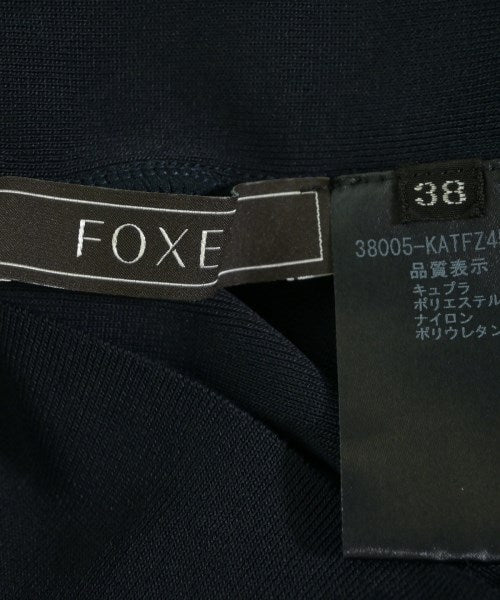 FOXE
38
38005-KATFZ4
品質表示
キュプラ
ポリエステル
ナイロン
ポリウレタン